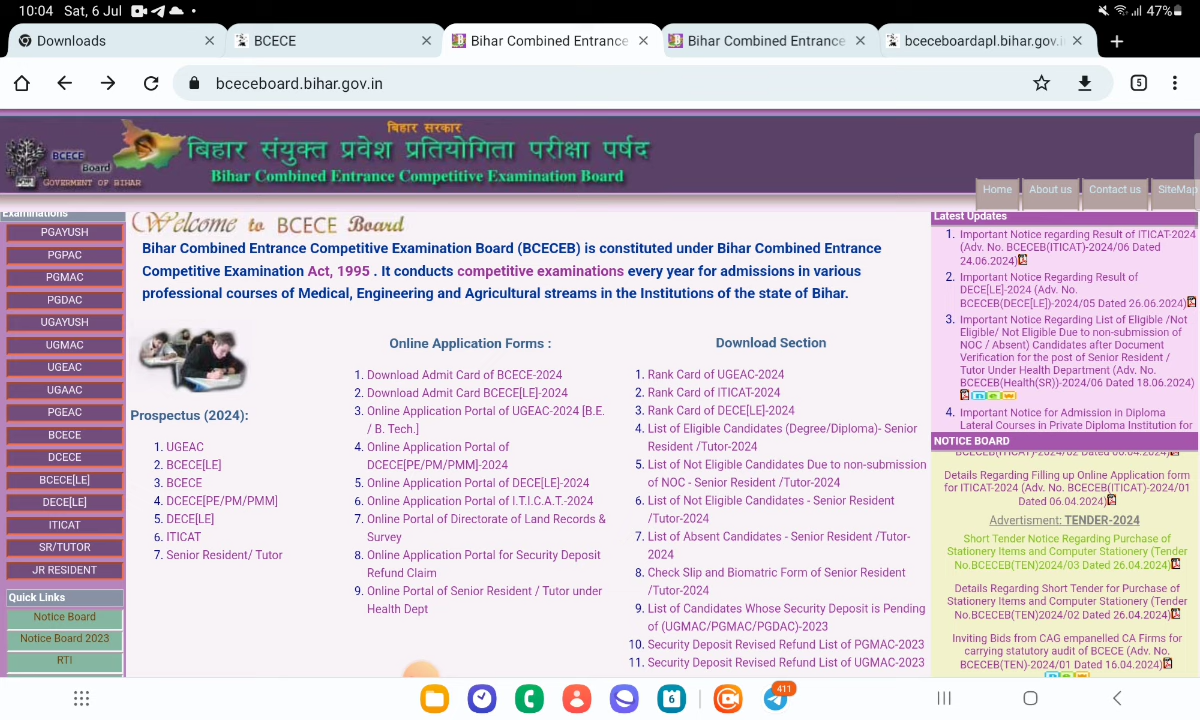 10:04 Sat, 6 Jul
47%
Downloads
BCECE
Bihar Combined Entrance
Bihar Combined Entrance
bceceboardapl.bihar.gov.i
bceceboard.bihar.gov.in
5
बिहार सरकार
बिहार संयुक्त प्रवेश प्रतियोगिता परीक्षा पर्षद
Bihar Combined Entrance Competitive Examination Board
BCECE
Board
GOVERMENT OF BIHAR
Home
About us
Contact us
SiteMap
Examinations
PGAYUSH
PGPAC
PGMAC
PGDAC
UGAYUSH
UGMAC
UGEAC
UGAAC
PGEAC
BCECE
DCECE
BCECE[LE]
DECE[LE]
ITICAT
SR/TUTOR
JR RESIDENT
Quick Links
Notice Board
Notice Board 2023
RTI
Welcome to BCECE Board
Bihar Combined Entrance Competitive Examination Board (BCECEB) is constituted under Bihar Combined Entrance
Competitive Examination Act, 1995 . It conducts competitive examinations every year for admissions in various
professional courses of Medical, Engineering and Agricultural streams in the Institutions of the state of Bihar.
Prospectus (2024):
1. UGEAC
2. BCECE[LE]
3. BCECE
4. DCECE[PE/PM/PMM]
5. DECE[LE]
6. ITICAT
7. Senior Resident/ Tutor
Online Application Forms :
1. Download Admit Card of BCECE-2024
2. Download Admit Card BCECE[LE]-2024
3. Online Application Portal of UGEAC-2024 [B.E.
/ B. Tech.]
4. Online Application Portal of
DCECE[PE/PM/PMM]-2024
5. Online Application Portal of DECE[LE]-2024
6. Online Application Portal of I.T.I.C.A.T.-2024
7. Online Portal of Directorate of Land Records &
Survey
8. Online Application Portal for Security Deposit
Refund Claim
9. Online Portal of Senior Resident / Tutor under
Health Dept
Download Section
1. Rank Card of UGEAC-2024
2. Rank Card of ITICAT-2024
3. Rank Card of DECE[LE]-2024
4. List of Eligible Candidates (Degree/Diploma)- Senior
Resident /Tutor-2024
5. List of Not Eligible Candidates Due to non-submission
of NOC - Senior Resident /Tutor-2024
6. List of Not Eligible Candidates - Senior Resident
/Tutor-2024
7. List of Absent Candidates - Senior Resident /Tutor-
2024
8. Check Slip and Biomatric Form of Senior Resident
/Tutor-2024
9. List of Candidates Whose Security Deposit is Pending
of (UGMAC/PGMAC/PGDAC)-2023
10. Security Deposit Revised Refund List of PGMAC-2023
11. Security Deposit Revised Refund List of UGMAC-2023
Latest Updates
1. Important Notice regarding Result of ITICAT-2024
(Adv. No. BCECEB(ITICAT)-2024/06 Dated
24.06.2024)
2. Important Notice Regarding Result of
DECE[LE]-2024 (Adv. No.
BCECEB(DECE[LE])-2024/05 Dated 26.06.2024)
3. Important Notice Regarding List of Eligible /Not
Eligible/ Not Eligible Due to non-submission of
NOC / Absent) Candidates after Document
Verification for the post of Senior Resident /
Tutor Under Health Department (Adv. No.
BCECEB(Health(SR))-2024/06 Dated 18.06.2024)
new
4. Important Notice for Admission in Diploma
Lateral Courses in Private Diploma Institution for
NOTICE BOARD
BCECEB(ITICAT)-2024/02 Dated 06.04.2024)
Details Regarding Filling up Online Application form
for ITICAT-2024 (Adv. No. BCECEB(ITICAT)-2024/01
Dated 06.04.2024)
Advertisment: TENDER-2024
Short Tender Notice Regarding Purchase of
Stationery Items and Computer Stationery (Tender
No.BCECEB(TEN)2024/03 Dated 26.04.2024)
Details Regarding Short Tender for Purchase of
Stationery Items and Computer Stationery (Tender
No.BCECEB(TEN)2024/02 Dated 26.04.2024)
Inviting Bids from CAG empanelled CA Firms for
carrying statutory audit of BCECE (Adv. No.
BCECEB(TEN)-2024/01 Dated 16.04.2024)
6
411